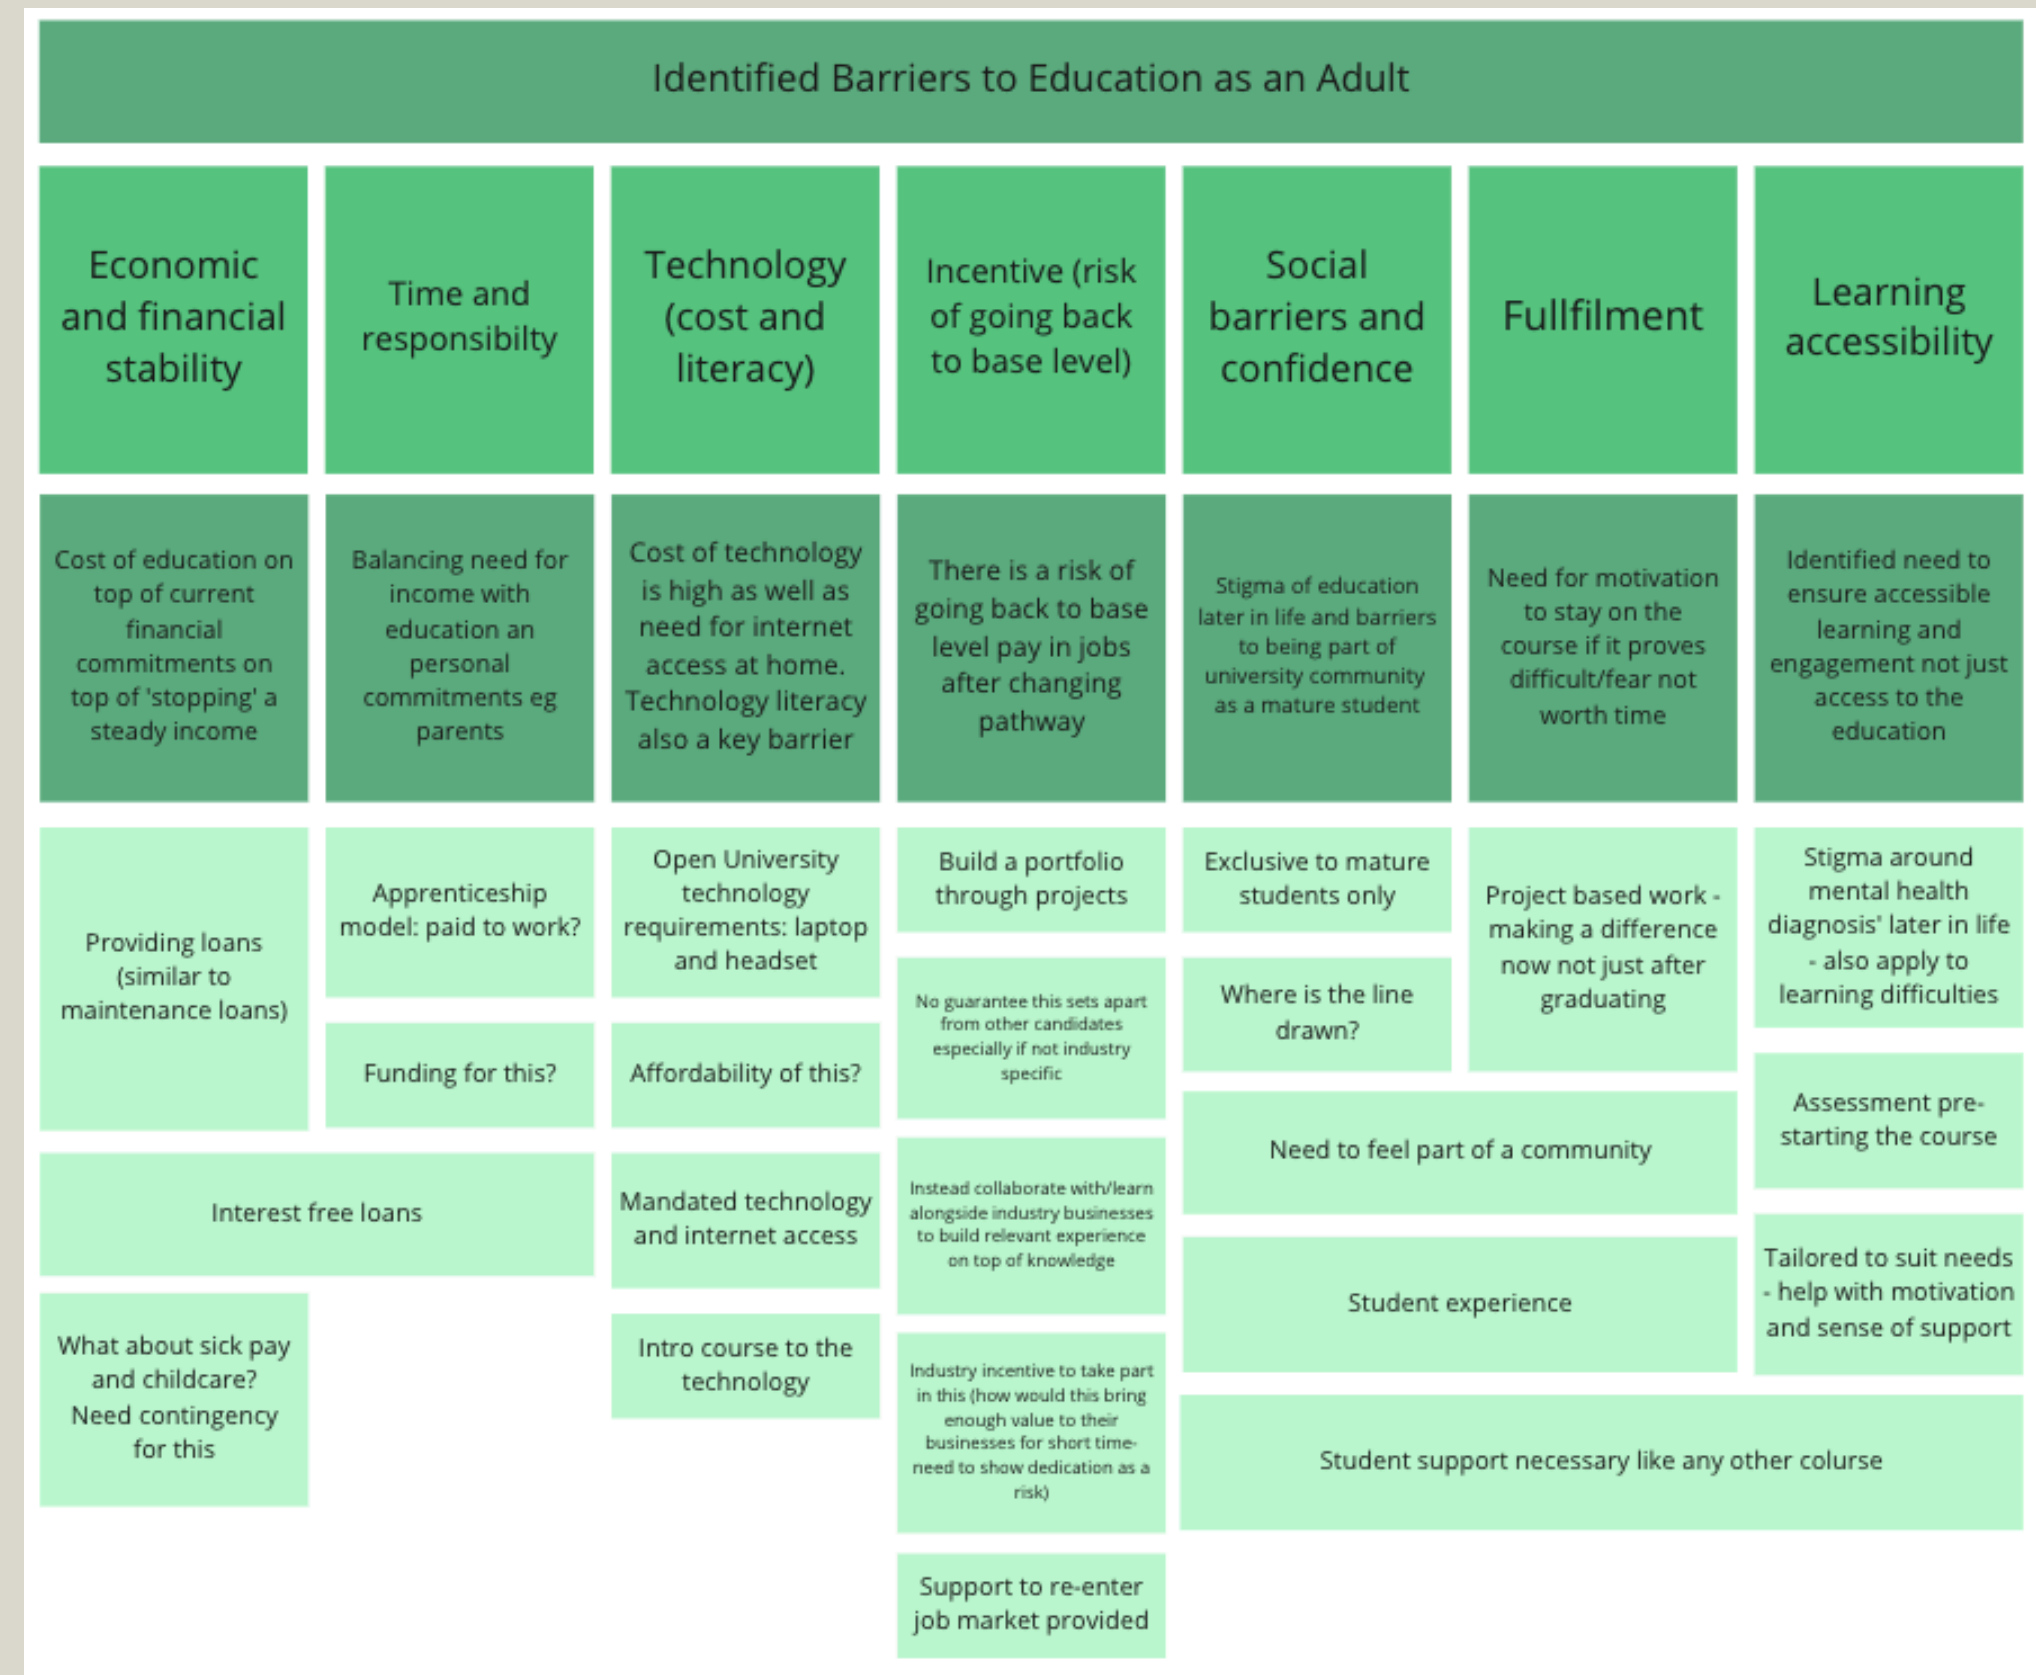 Identified Barriers to Education as an Adult
Economic
and financial
stability
Time and
responsibilty
Technology
(cost and
literacy)
Incentive (risk
of going back
to base level)
Social
barriers and
confidence
Fullfilment
Learning
accessibility
Cost of education on
top of current
financial
commitments on
top of 'stopping' a
steady income
Balancing need for
income with
education an
personal
commitments eg
parents
Cost of technology
is high as well as
need for internet
access at home.
Technology literacy
also a key barrier
There is a risk of
going back to base
level pay in jobs
after changing
pathway
Stigma of education
later in life and barriers
to being part of
university community
as a mature student
Need for motivation
to stay on the
course if it proves
difficult/fear not
worth time
Identified need to
ensure accessible
learning and
engagement not just
access to the
education
Providing loans
(similar to
maintenance loans)
Apprenticeship
model: paid to work?
Funding for this?
Interest free loans
What about sick pay
and childcare?
Need contingency
for this
Open University
technology
requirements: laptop
and headset
Affordability of this?
Mandated technology
and internet access
Intro course to the
technology
Build a portfolio
through projects
No guarantee this sets apart
from other candidates
especially if not industry
specific
Instead collaborate with/learn
alongside industry businesses
to build relevant experience
on top of knowledge
Industry incentive to take part
in this (how would this bring
enough value to their
businesses for short time-
need to show dedication as a
risk)
Support to re-enter
job market provided
Exclusive to mature
students only
Where is the line
drawn?
Project based work -
making a difference
now not just after
graduating
Need to feel part of a community
Student experience
Stigma around
mental health
diagnosis' later in life
- also apply to
learning difficulties
Assessment pre-
starting the course
Tailored to suit needs
- help with motivation
and sense of support
Student support necessary like any other colurse